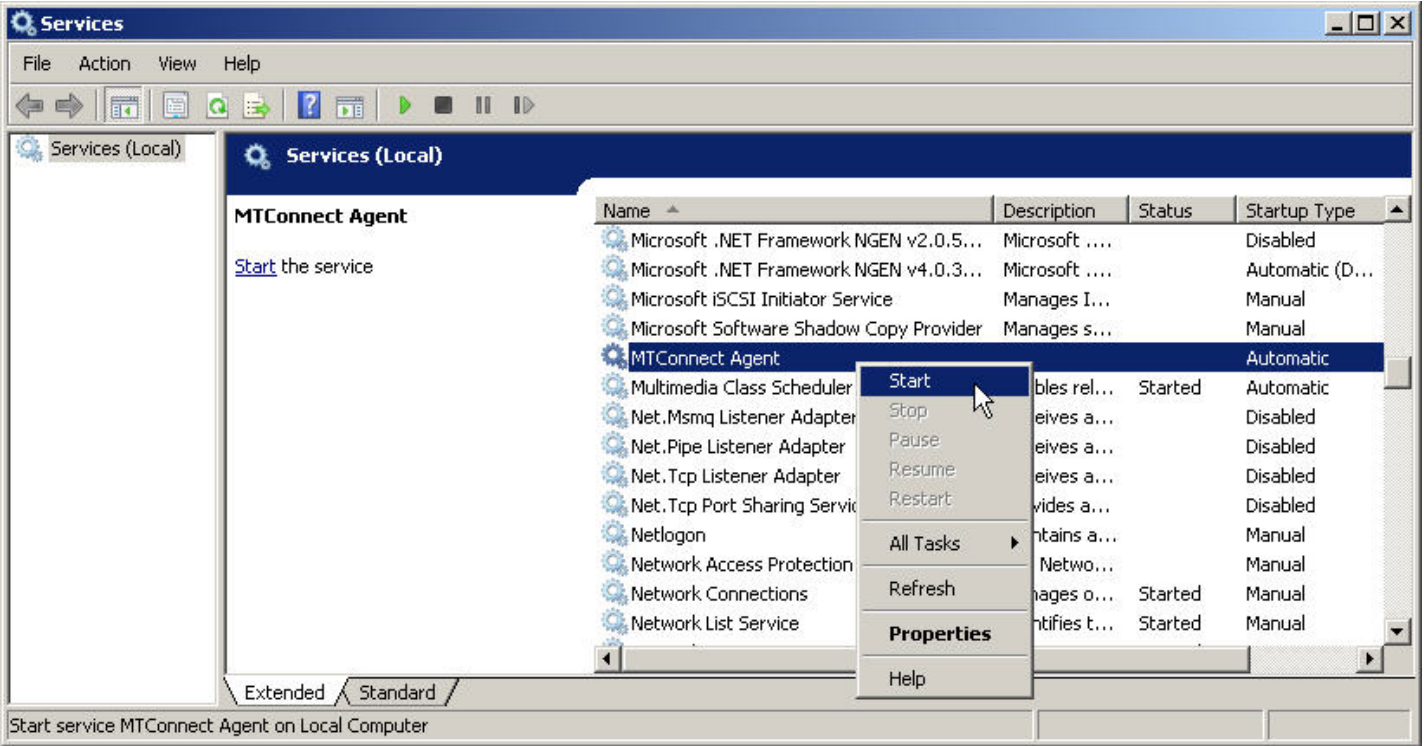 Services
File Action View Help
Services (Local)
Services (Local)
MTConnect Agent
Start the service
Name Description Status Startup Type
Microsoft .NET Framework NGEN v2.0.5... Microsoft .... Disabled
Microsoft .NET Framework NGEN v4.0.3... Microsoft .... Automatic (D...
Microsoft iSCSI Initiator Service Manages I... Manual
Microsoft Software Shadow Copy Provider Manages s... Manual
MTConnect Agent Automatic
Multimedia Class Scheduler bles rel... Started Automatic
Net.Msmq Listener Adapter eives a... Disabled
Net.Pipe Listener Adapter eives a... Disabled
Net.Tcp Listener Adapter eives a... Disabled
Net.Tcp Port Sharing Servic vides a... Disabled
Netlogon ntains a... Manual
Network Access Protection Netwo... Manual
Network Connections nages o... Started Manual
Network List Service ntifies t... Started Manual
Start
Stop
Pause
Resume
Restart
All Tasks
Refresh
Properties
Help
Extended Standard
Start service MTConnect Agent on Local Computer